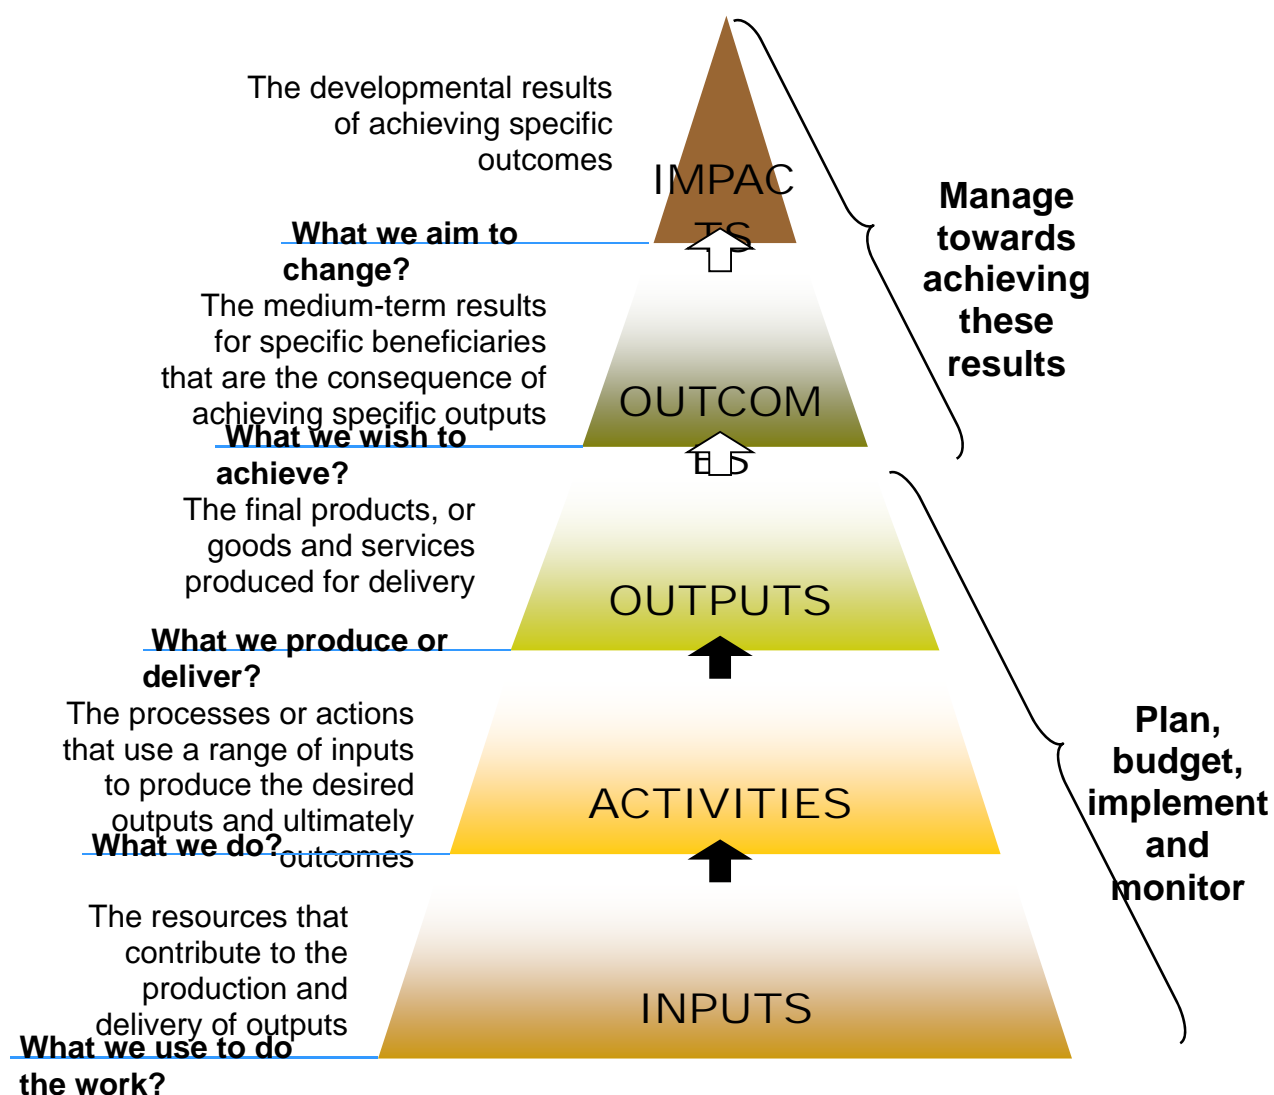 The developmental results
of achieving specific
outcomes
IMPAC
TS
What we aim to
change?
The medium-term results
for specific beneficiaries
that are the consequence of
achieving specific outputs
OUTCOM
ES
What we wish to
achieve?
Manage
towards
achieving
these
results
The final products, or
goods and services
produced for delivery
OUTPUTS
What we produce or
deliver?
The processes or actions
that use a range of inputs
to produce the desired
outputs and ultimately
outcomes
ACTIVITIES
What we do?
Plan,
budget,
implement
and
monitor
The resources that
contribute to the
production and
delivery of outputs
INPUTS
What we use to do
the work?